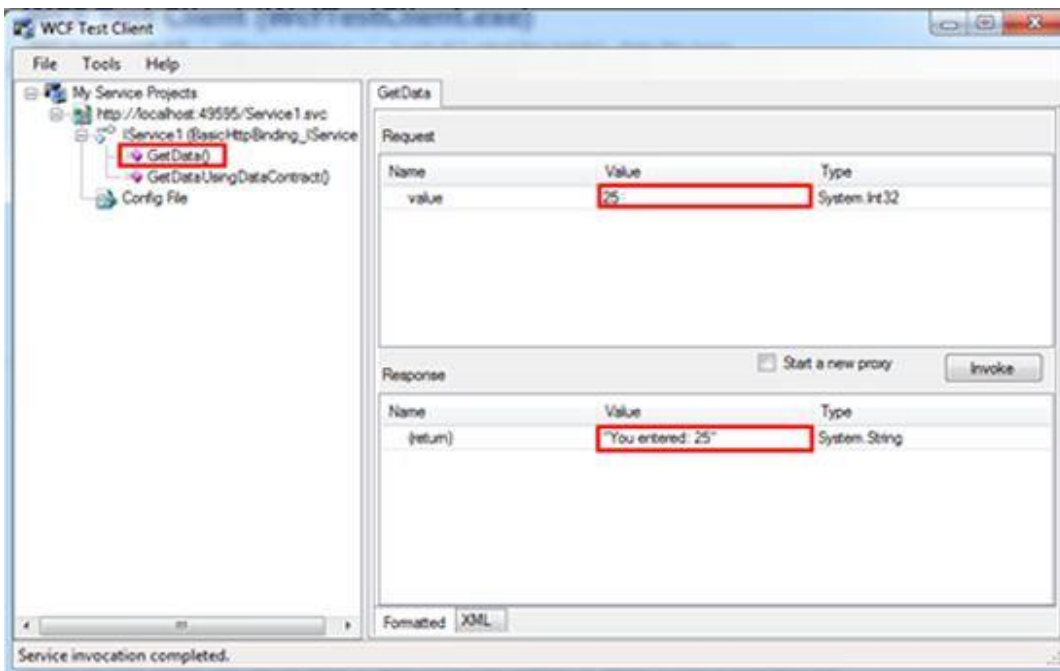 WCF Test Client
File Tools Help
My Service Projects
http://localhost:49595/Service1.svc
IService1 (BasicHttpBinding_IService
GetData()
GetDataUsingDataContract()
Config File
GetData
Request
Name Value Type
value 25 System.Int32
Start a new proxy Invoke
Response
Name Value Type
(return) "You entered: 25" System.String
Formatted XML
Service invocation completed.